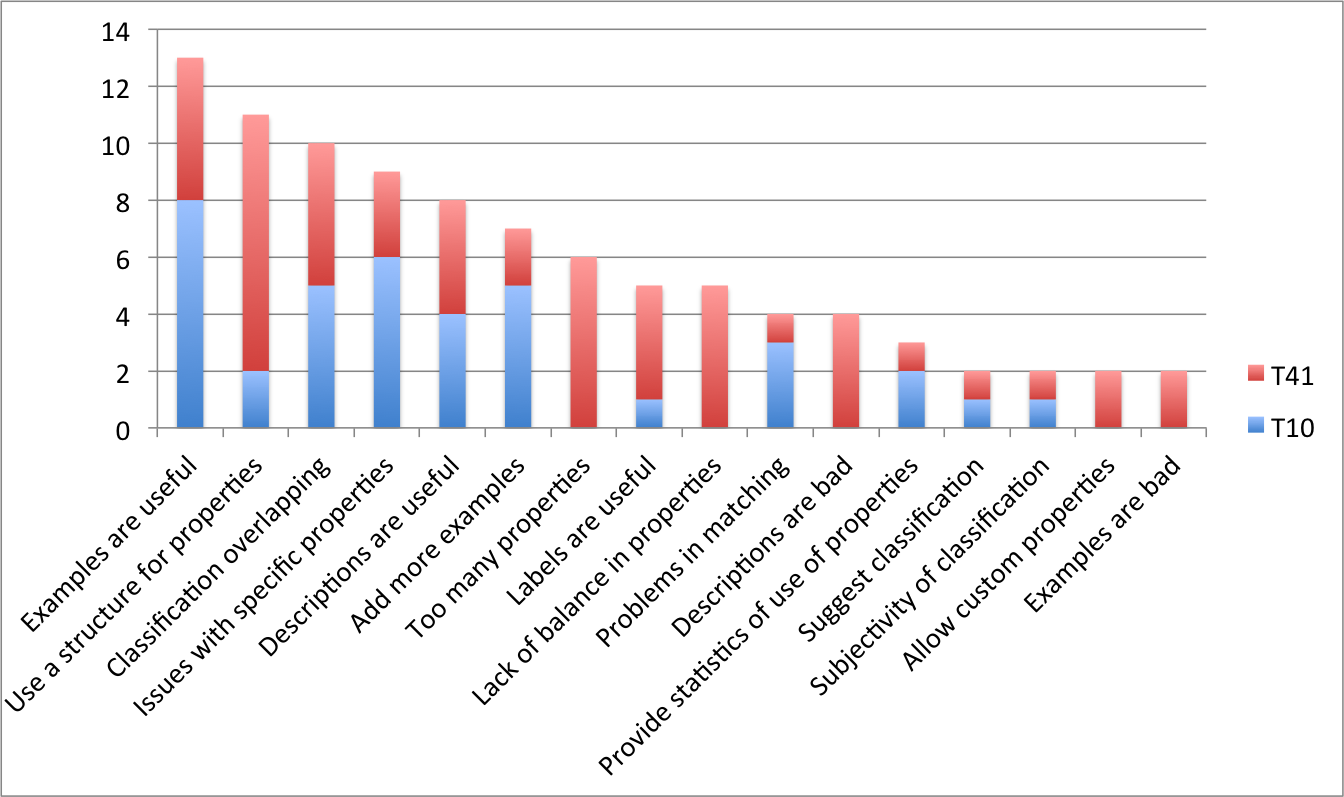 14
12
10
8
6
4
2
0
T41
T10
Examples are useful
Use a structure for properties
Classification overlapping
Issues with specific properties
Descriptions are useful
Add more examples
Too many properties
Labels are useful
Lack of balance in properties
Problems in matching
Descriptions are bad
Provide statistics of use of properties
Suggest classification
Subjectivity of classification
Allow custom properties
Examples are bad